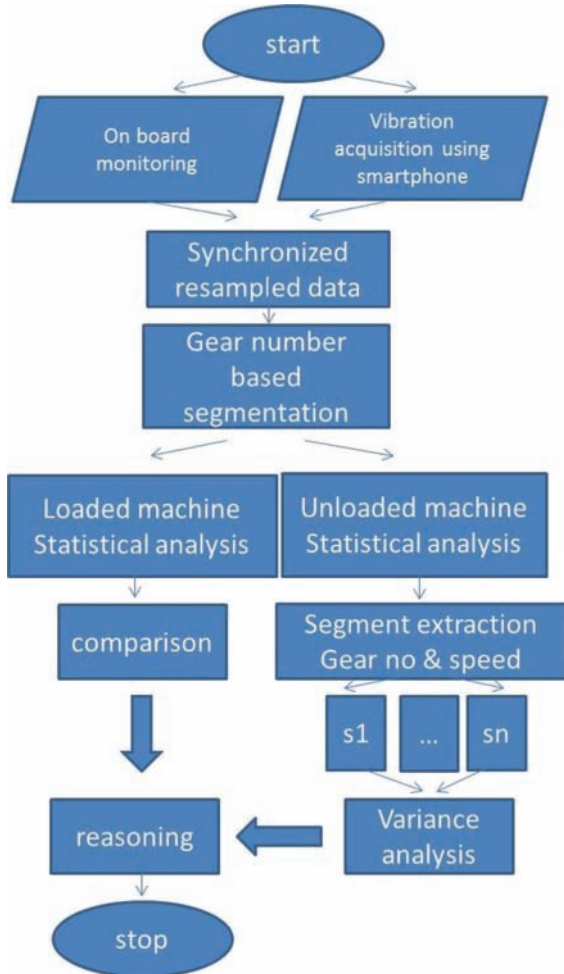 start
On board
monitoring
Vibration
acquisition using
smartphone
Synchronized
resampled data
Gear number
based
segmentation
Loaded machine
Statistical analysis
Unloaded machine
Statistical analysis
comparison
Segment extraction
Gear no & speed
s1
...
sn
reasoning
Variance
analysis
stop